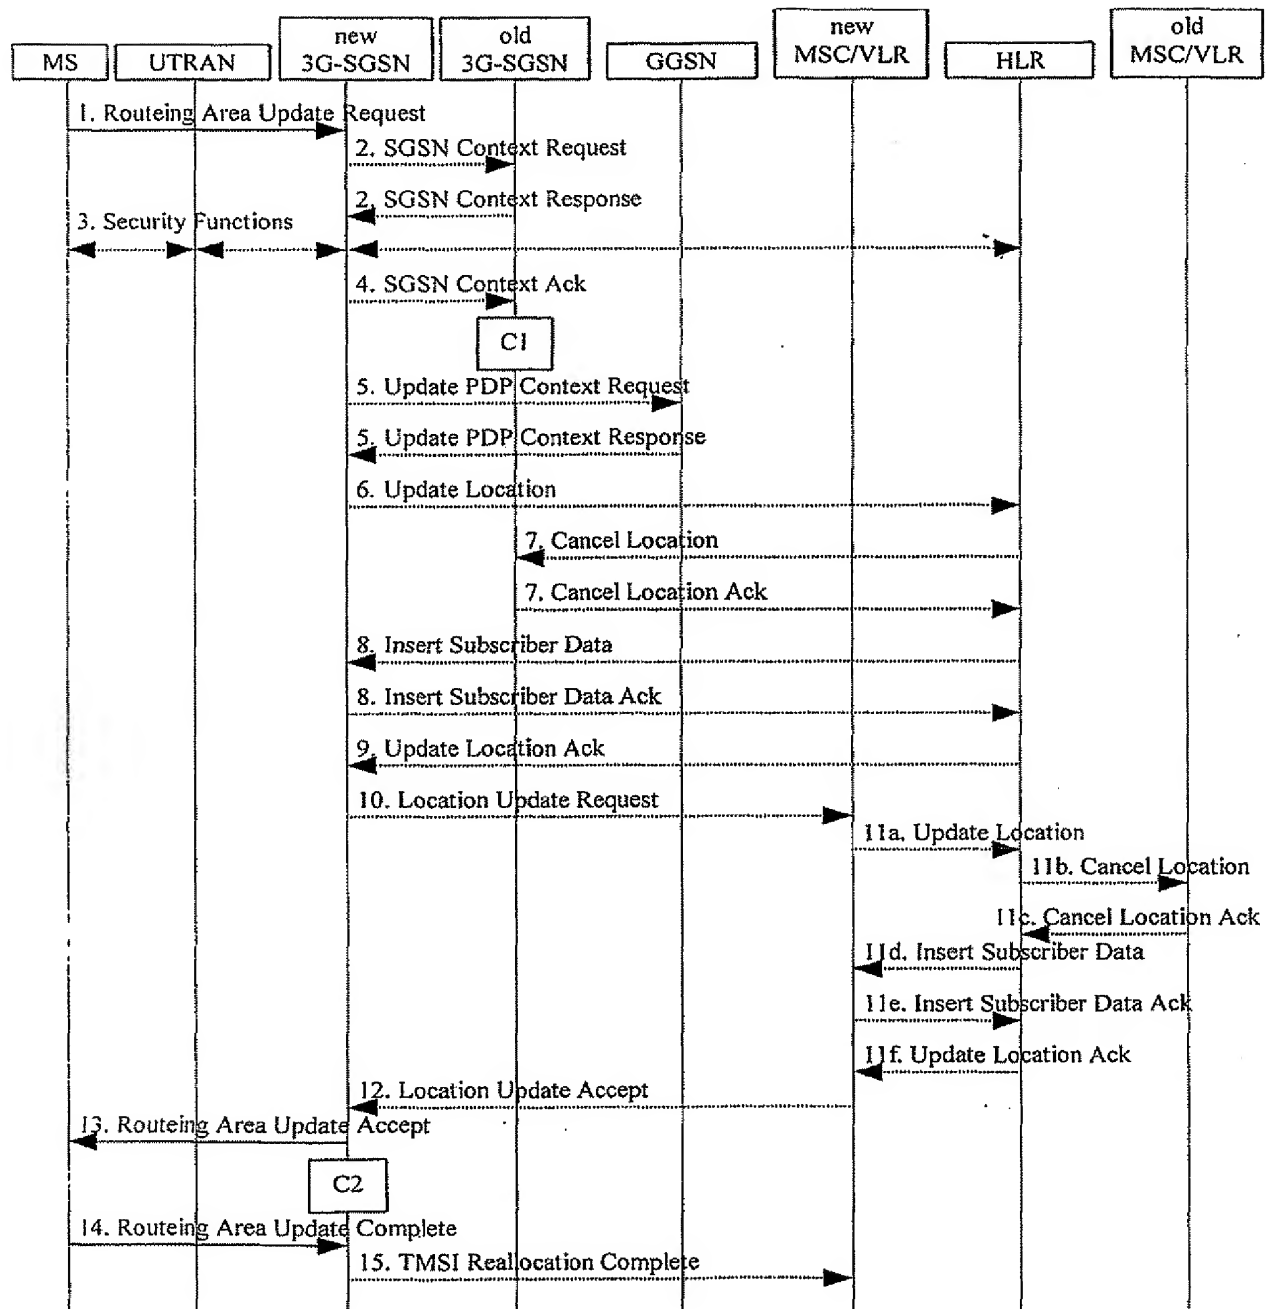 MS
UTRAN
new
3G-SGSN
old
3G-SGSN
GGSN
new
MSC/VLR
HLR
old
MSC/VLR
1. Routeing Area Update Request
2. SGSN Context Request
2. SGSN Context Response
3. Security Functions
4. SGSN Context Ack
C1
5. Update PDP Context Request
5. Update PDP Context Response
6. Update Location
7. Cancel Location
7. Cancel Location Ack
8. Insert Subscriber Data
8. Insert Subscriber Data Ack
9. Update Location Ack
10. Location Update Request
11a. Update Location
11b. Cancel Location
11c. Cancel Location Ack
11d. Insert Subscriber Data
11e. Insert Subscriber Data Ack
11f. Update Location Ack
12. Location Update Accept
13. Routeing Area Update Accept
C2
14. Routeing Area Update Complete
15. TMSI Reallocation Complete